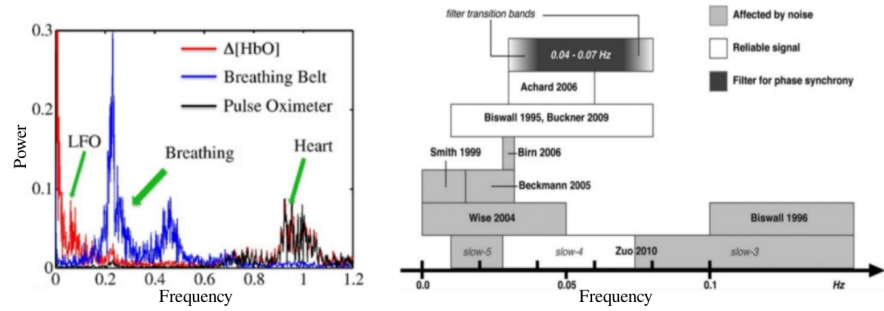 0.3
0.2
0.1
0
Power
Δ[HbO]
Breathing Belt
Pulse Oximeter
LFO
Breathing
Heart
0 0.2 0.4 0.6 0.8 1 1.2
Frequency
filter transition bands
0.04 - 0.07 Hz
Affected by noise
Reliable signal
Filter for phase synchrony
Achard 2006
Biswall 1995, Buckner 2009
Smith 1999
Birn 2006
Beckmann 2005
Wise 2004
Biswall 1996
slow-5
slow-4
Zuo 2010
slow-3
0.0 0.05 0.1 Hz
Frequency